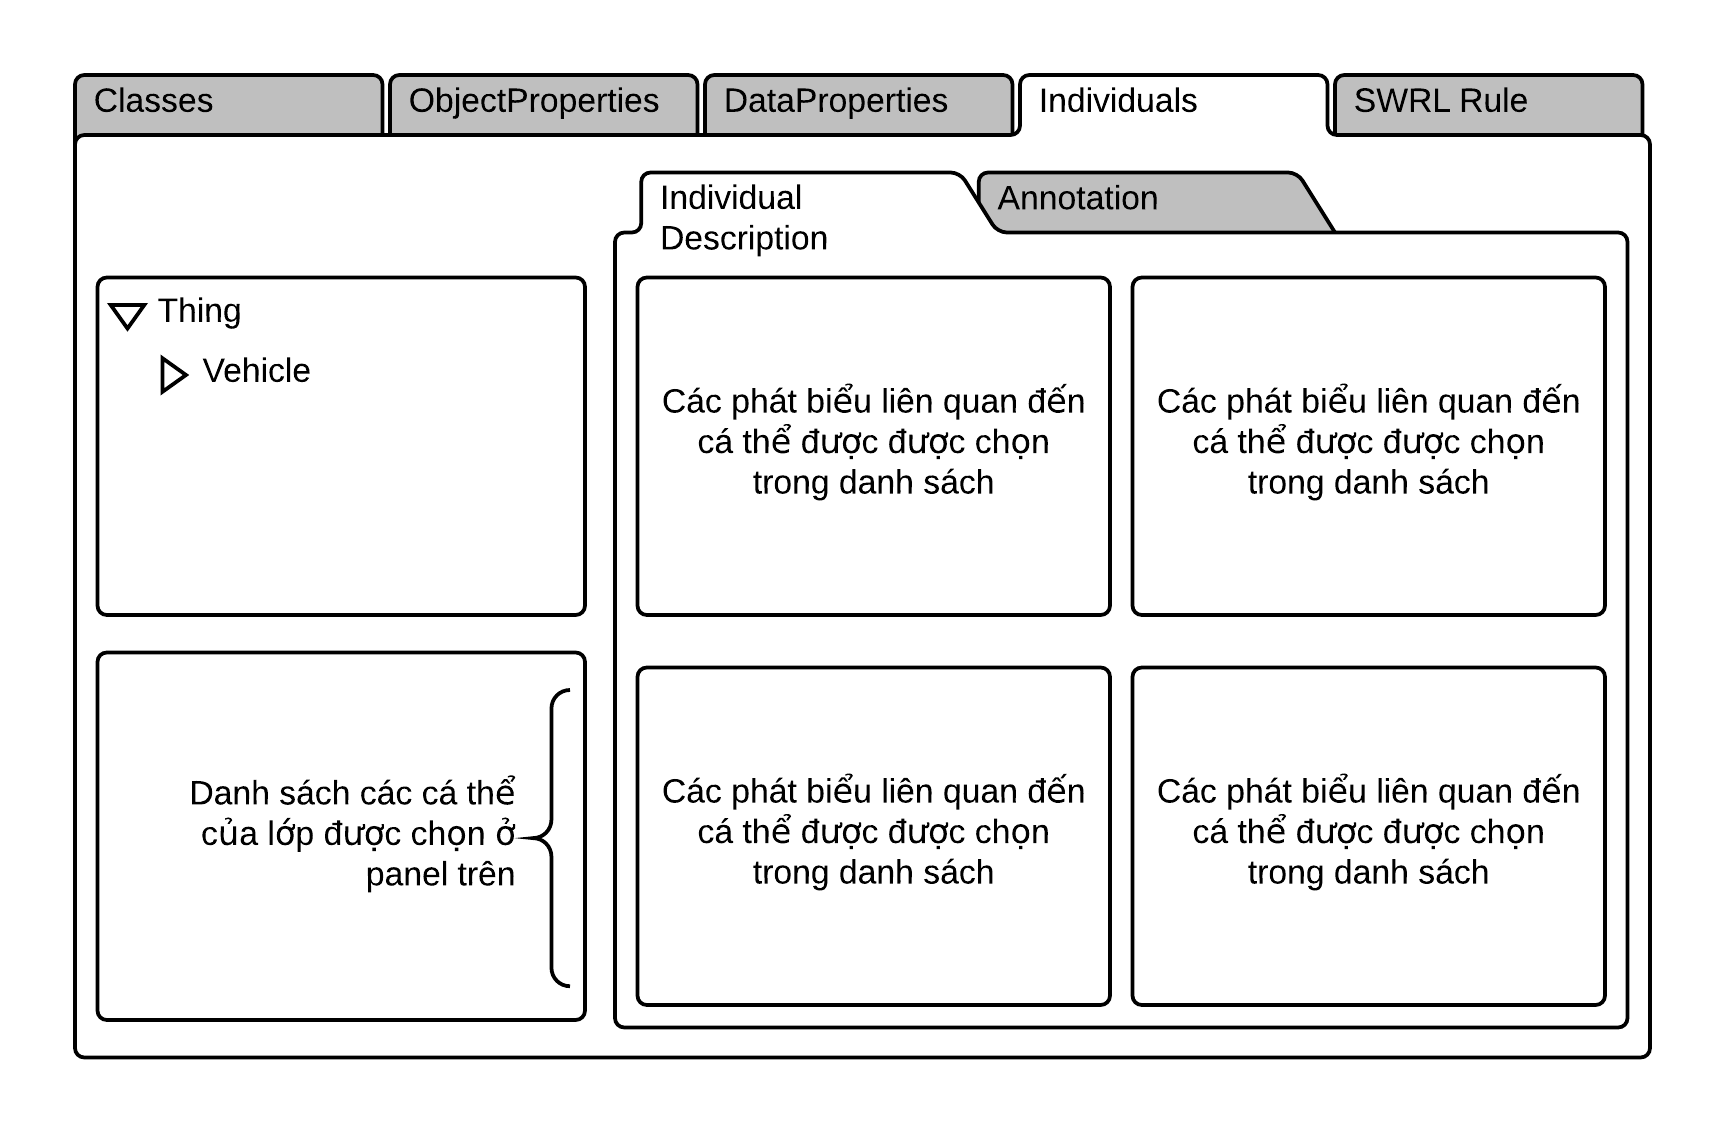 Classes
ObjectProperties
DataProperties
Individuals
SWRL Rule
Individual
Description
Annotation
Thing
Vehicle
Các phát biểu liên quan đến
cá thể được được chọn
trong danh sách
Các phát biểu liên quan đến
cá thể được được chọn
trong danh sách
Danh sách các cá thể
của lớp được chọn ở
panel trên
Các phát biểu liên quan đến
cá thể được được chọn
trong danh sách
Các phát biểu liên quan đến
cá thể được được chọn
trong danh sách